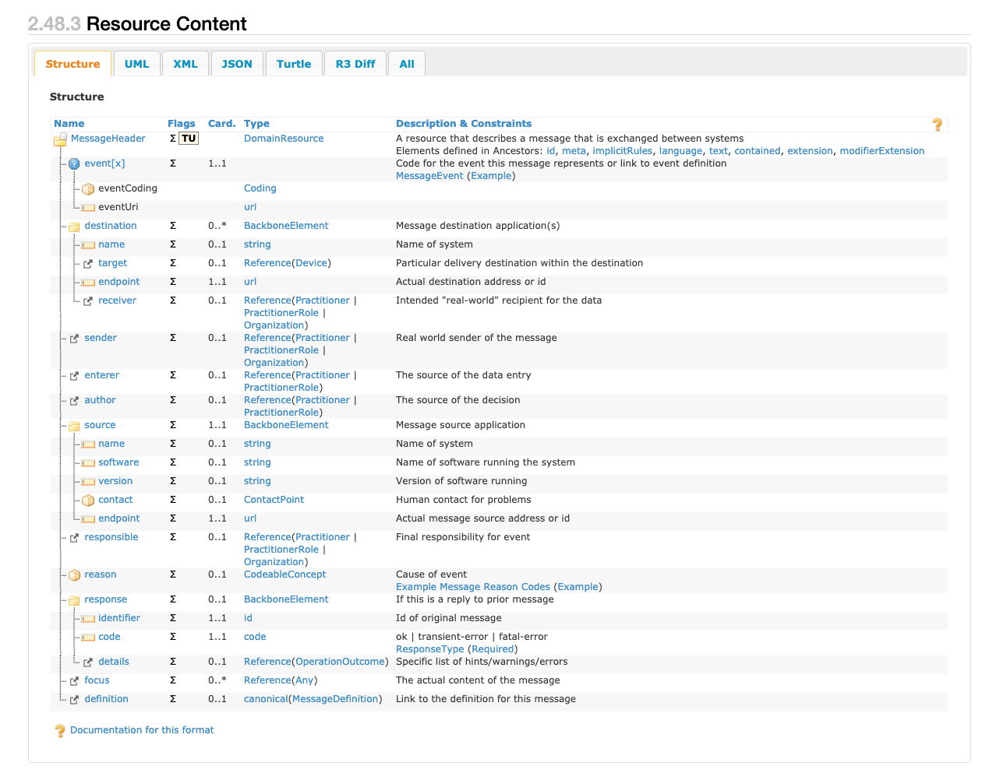 2.48.3 Resource Content
Structure UML XML JSON Turtle R3 Diff All
Structure
Name Flags Card. Type Description & Constraints
MessageHeader Σ TU DomainResource A resource that describes a message that is exchanged between systems
Elements defined in Ancestors: id, meta, implicitRules, language, text, contained, extension, modifierExtension
event[x] Σ 1..1 Code for the event this message represents or link to event definition
MessageEvent (Example)
eventCoding Coding
eventUri uri
destination Σ 0..* BackboneElement Message destination application(s)
name Σ 0..1 string Name of system
target Σ 0..1 Reference(Device) Particular delivery destination within the destination
endpoint Σ 1..1 url Actual destination address or id
receiver Σ 0..1 Reference(Practitioner | Intended "real-world" recipient for the data
PractitionerRole |
Organization)
sender Σ 0..1 Reference(Practitioner | Real world sender of the message
PractitionerRole |
Organization)
enterer Σ 0..1 Reference(Practitioner | The source of the data entry
PractitionerRole)
author Σ 0..1 Reference(Practitioner | The source of the decision
PractitionerRole)
source Σ 1..1 BackboneElement Message source application
name Σ 0..1 string Name of system
software Σ 0..1 string Name of software running the system
version Σ 0..1 string Version of software running
contact Σ 0..1 ContactPoint Human contact for problems
endpoint Σ 1..1 url Actual message source address or id
responsible Σ 0..1 Reference(Practitioner | Final responsibility for event
PractitionerRole |
Organization)
reason Σ 0..1 CodeableConcept Cause of event
Example Message Reason Codes (Example)
response Σ 0..1 BackboneElement If this is a reply to prior message
identifier Σ 1..1 id Id of original message
code Σ 1..1 code ok | transient-error | fatal-error
ResponseType (Required)
details Σ 0..1 Reference(OperationOutcome) Specific list of hints/warnings/errors
focus Σ 0..* Reference(Any) The actual content of the message
definition Σ 0..1 canonical(MessageDefinition) Link to the definition for this message
Documentation for this format